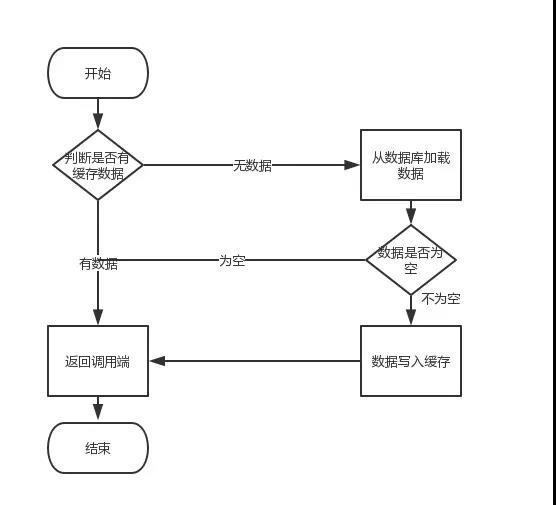 开始
判断是否有
缓存数据
无数据
从数据库加载
数据
数据是否为
空
为空
有数据
不为空
返回调用端
数据写入缓存
结束